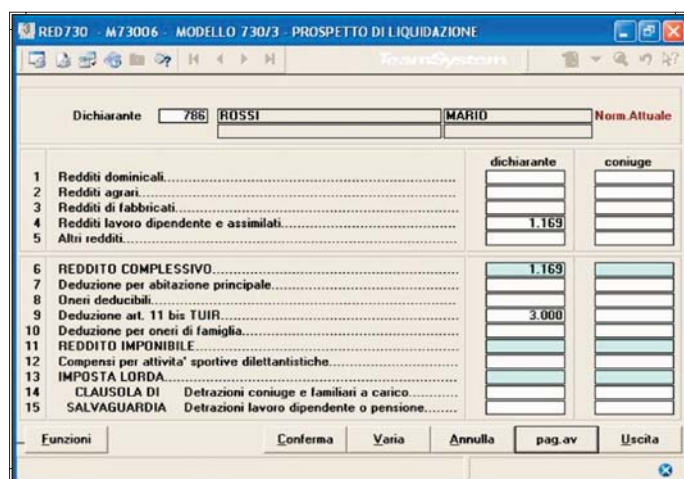 RED730 - M73006 - MODELLO 730/3 - PROSPETTO DI LIQUIDAZIONE
TeamSystem
Dichiarante 786 ROSSI MARIO Norm.Attuale
dichiarante coniuge
1 Redditi dominicali
2 Redditi agrari
3 Redditi di fabbricati
4 Redditi lavoro dipendente e assimilati 1.169
5 Altri redditi
6 REDDITO COMPLESSIVO 1.169
7 Deduzione per abitazione principale
8 Oneri deducibili
9 Deduzione art. 11 bis TUIR 3.000
10 Deduzione per oneri di famiglia
11 REDDITO IMPONIBILE
12 Compensi per attivita' sportive dilettantistiche
13 IMPOSTA LORDA
14 CLAUSOLA DI Detrazioni coniuge e familiari a carico
15 SALVAGUARDIA Detrazioni lavoro dipendente o pensione
Funzioni Conferma Varia Annulla pag.av Uscita